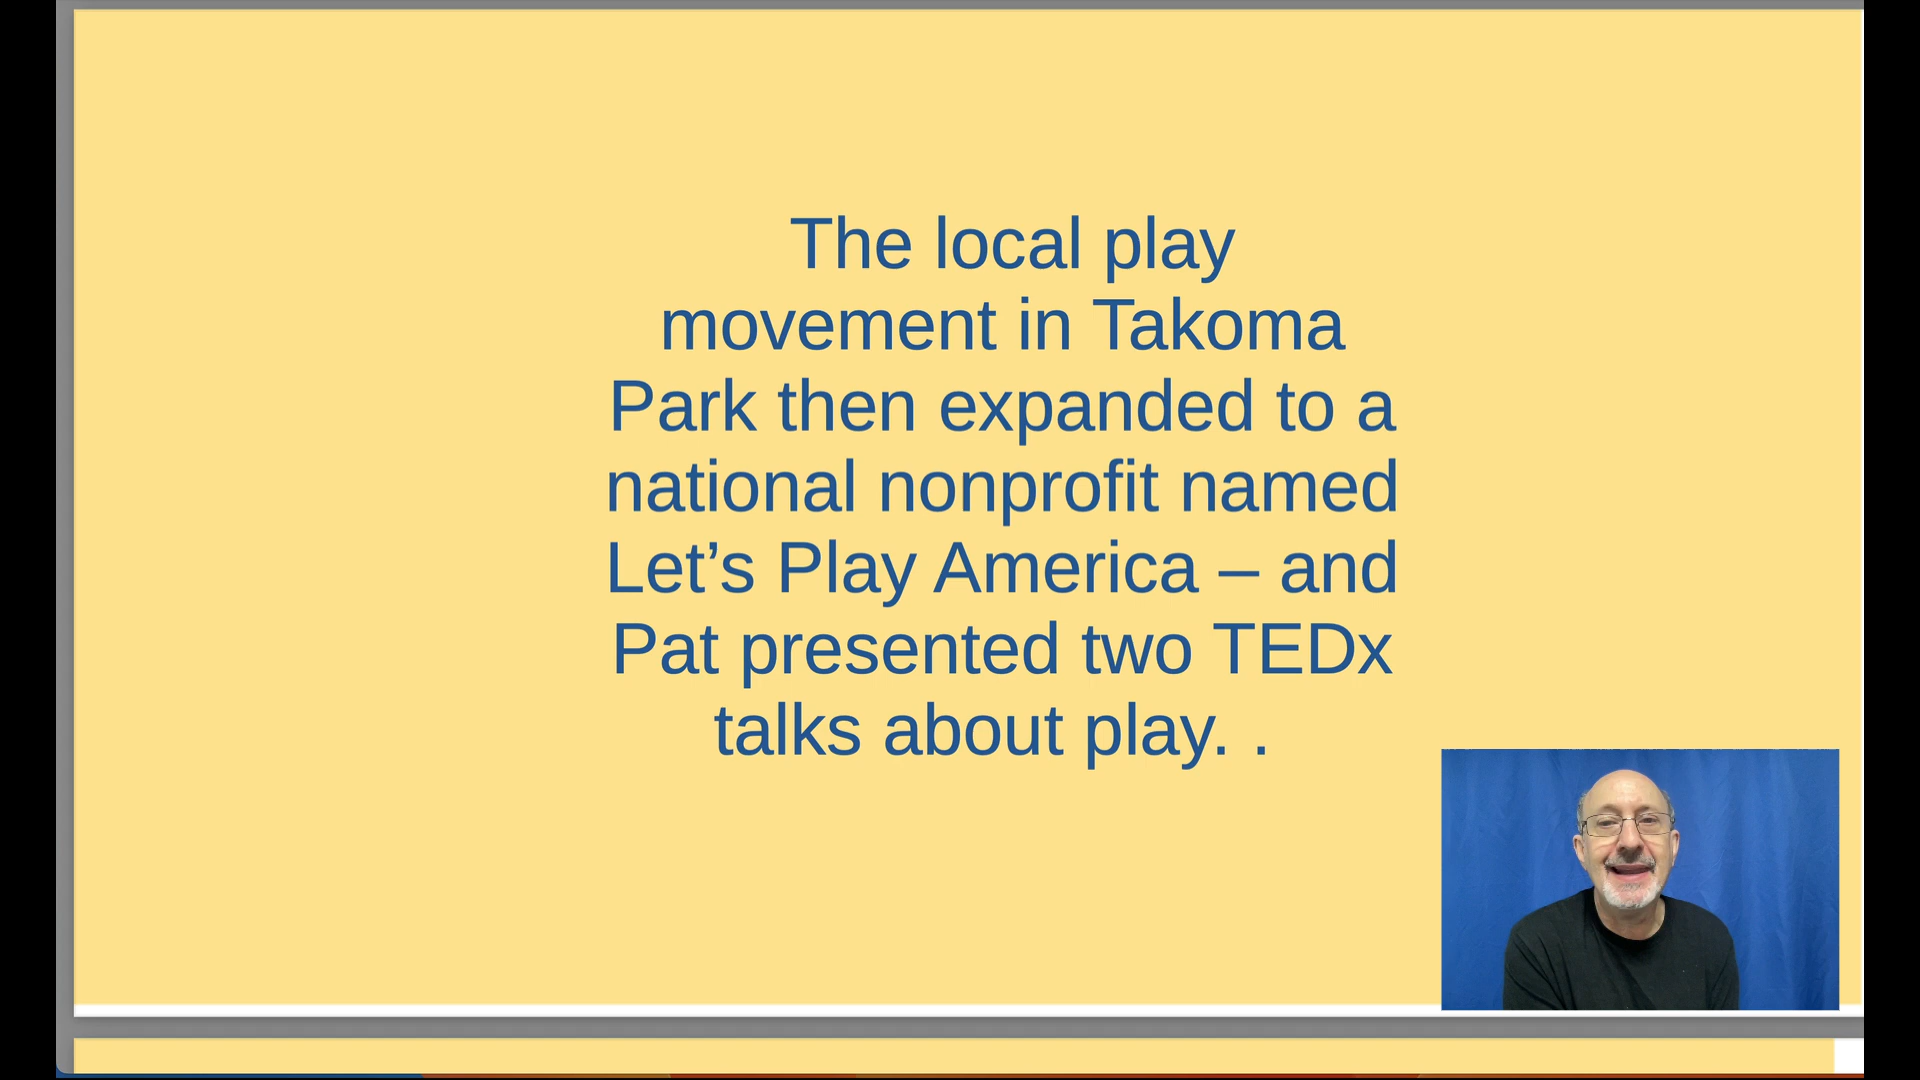 The local play
movement in Takoma
Park then expanded to a
national nonprofit named
Let’s Play America – and
Pat presented two TEDx
talks about play. .